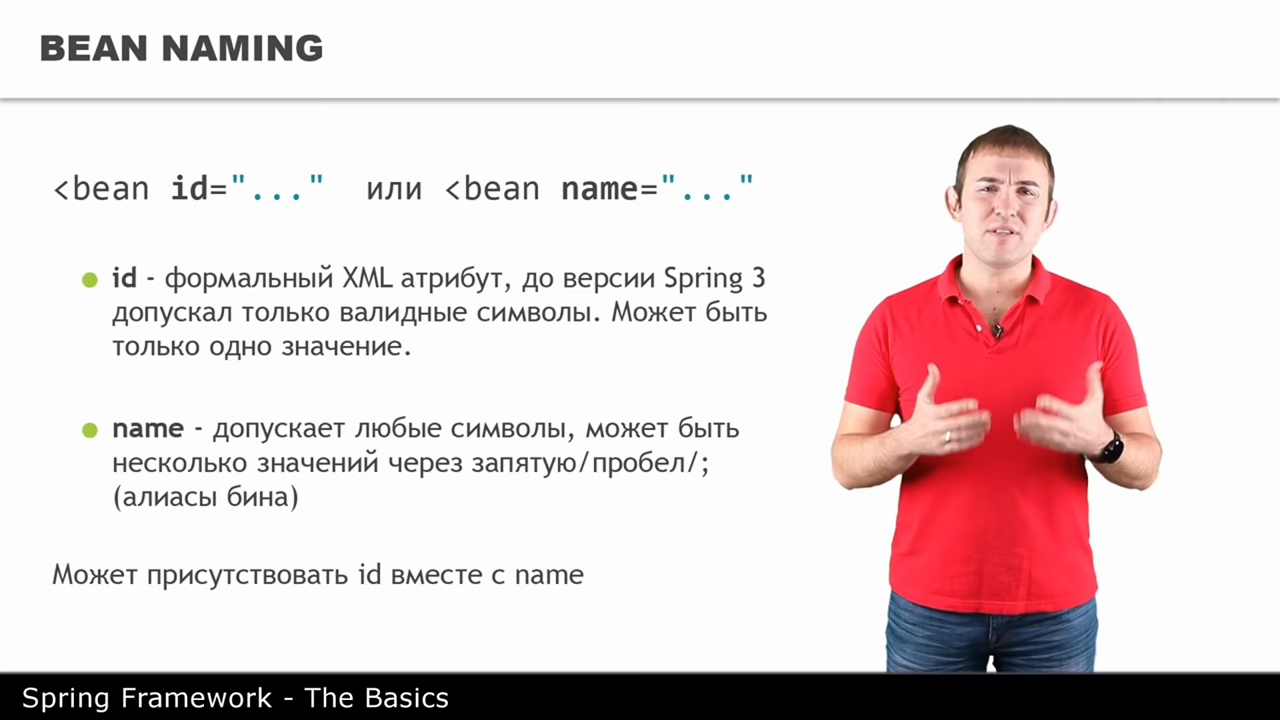 BEAN NAMING
<bean id="..." или <bean name="..."
id - формальный XML атрибут, до версии Spring 3
допускал только валидные символы. Может быть
только одно значение.
name - допускает любые символы, может быть
несколько значений через запятую/пробел/;
(алиасы бина)
Может присутствовать id вместе с name
Spring Framework - The Basics